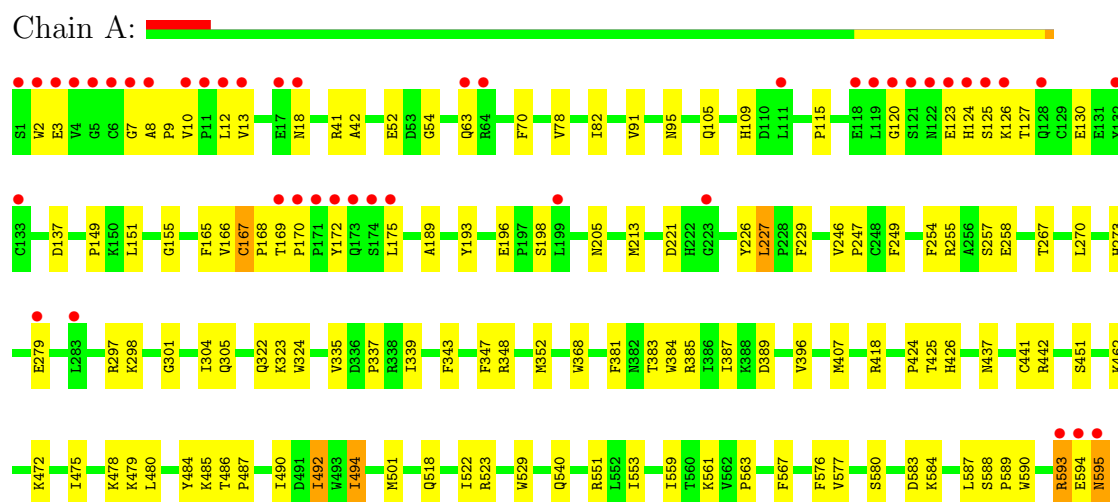 Chain A:
S1 W2 E3 V4 G5 C6 G7 A8 P9 V10 P11 L12 V13 E17 N18 R41 A42 E52 D53 G54 Q63 R64 F70 V78 I82 V91 N95 Q105 H109 D110 L111 P115 E118 L119 G120 S121 N122 E123 H124 S125 K126 T127 Q128 C129 E130 E131 Y132
C133 D137 P149 K150 L151 G155 F165 V166 C167 P168 T169 P170 P171 Y172 Q173 S174 L175 A189 Y193 E196 P197 S198 L199 N205 M213 D221 H222 G223 Y226 L227 P228 F229 V246 P247 C248 F249 F254 R255 A256 S257 E258 T267 L270 H273
E279 L283 R297 K298 G301 I304 Q305 Q322 K323 W324 V335 D336 P337 R338 I339 F343 F347 R348 M352 W368 F381 N382 T383 W384 R385 I386 I387 K388 D389 V396 M407 R418 P424 T425 H426 N437 C441 R442 S451 K462
K472 I475 K478 K479 L480 Y484 K485 T486 P487 I490 D491 I492 W493 I494 M501 Q518 I522 R523 W529 Q540 R551 L552 I553 I559 T560 K561 V562 P563 F567 F576 V577 S580 D583 K584 L587 S588 P589 W590 R593 E594 N595